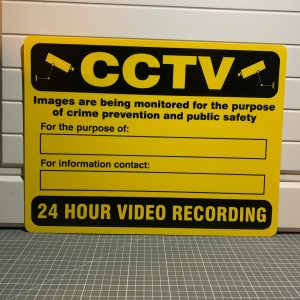 CCTV
Images are being monitored for the purpose
of crime prevention and public safety
For the purpose of:
For information contact:
24 HOUR VIDEO RECORDING